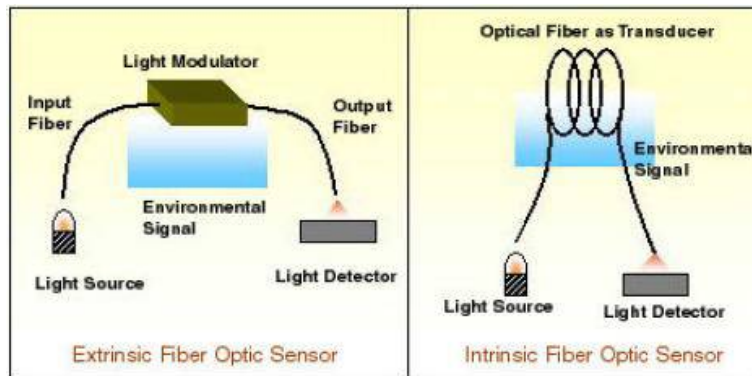 Light Modulator
Input
Fiber
Output
Fiber
Environmental
Signal
Light Source
Light Detector
Extrinsic Fiber Optic Sensor
Optical Fiber as Transducer
Environmental
Signal
Light Source
Light Detector
Intrinsic Fiber Optic Sensor